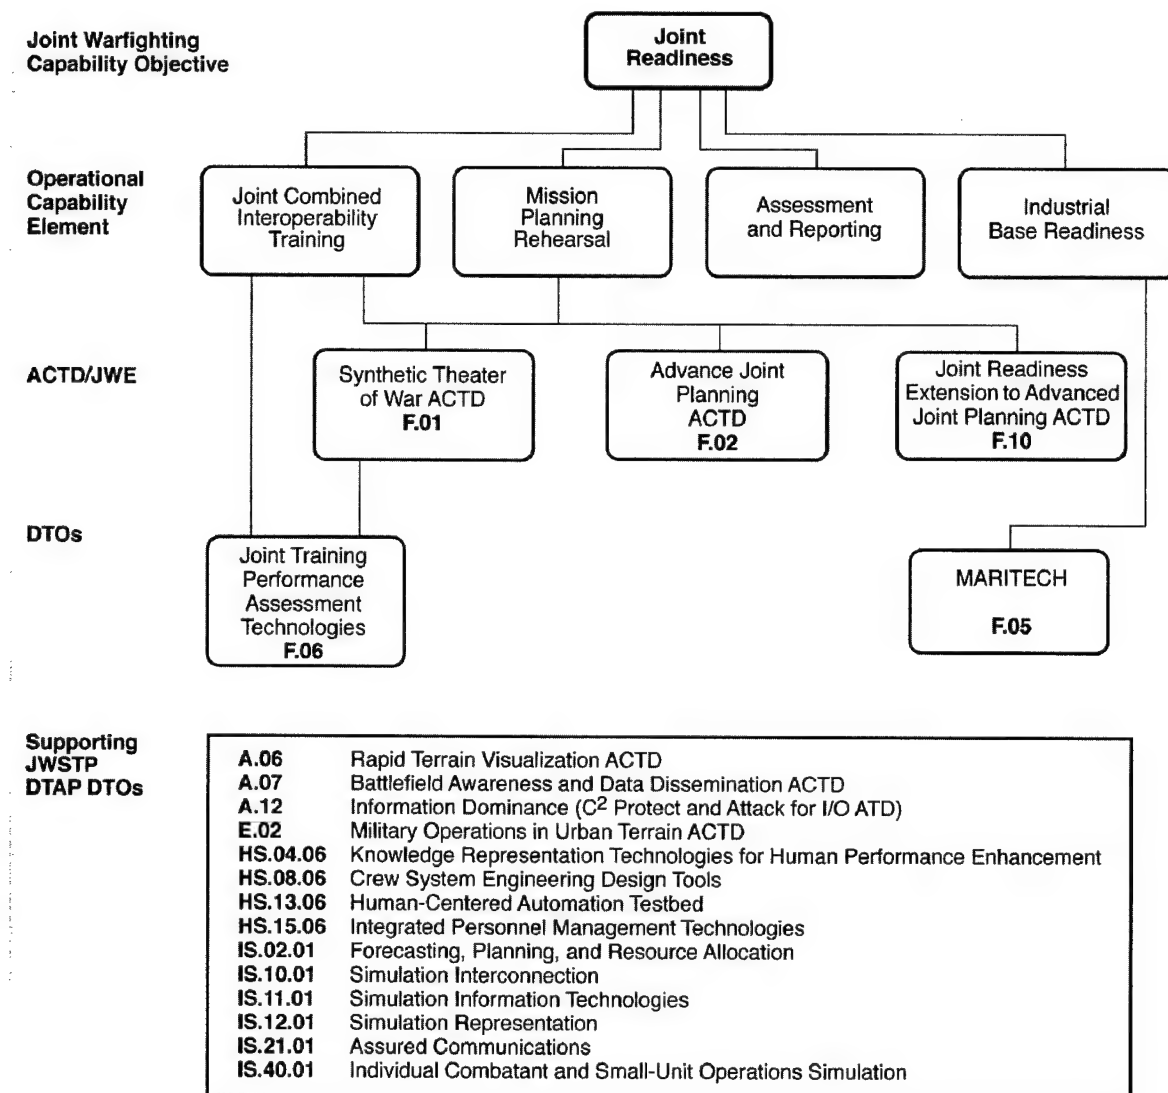 Joint Warfighting
Capability Objective
Joint
Readiness
Operational
Capability
Element
Joint Combined
Interoperability
Training
Mission
Planning
Rehearsal
Assessment
and Reporting
Industrial
Base Readiness
ACTD/JWE
Synthetic Theater
of War ACTD
F.01
Advance Joint
Planning
ACTD
F.02
Joint Readiness
Extension to Advanced
Joint Planning ACTD
F.10
DTOs
Joint Training
Performance
Assessment
Technologies
F.06
MARITECH
F.05
Supporting
JWSTP
DTAP DTOs
A.06 Rapid Terrain Visualization ACTD
A.07 Battlefield Awareness and Data Dissemination ACTD
A.12 Information Dominance (C² Protect and Attack for I/O ATD)
E.02 Military Operations in Urban Terrain ACTD
HS.04.06 Knowledge Representation Technologies for Human Performance Enhancement
HS.08.06 Crew System Engineering Design Tools
HS.13.06 Human-Centered Automation Testbed
HS.15.06 Integrated Personnel Management Technologies
IS.02.01 Forecasting, Planning, and Resource Allocation
IS.10.01 Simulation Interconnection
IS.11.01 Simulation Information Technologies
IS.12.01 Simulation Representation
IS.21.01 Assured Communications
IS.40.01 Individual Combatant and Small-Unit Operations Simulation